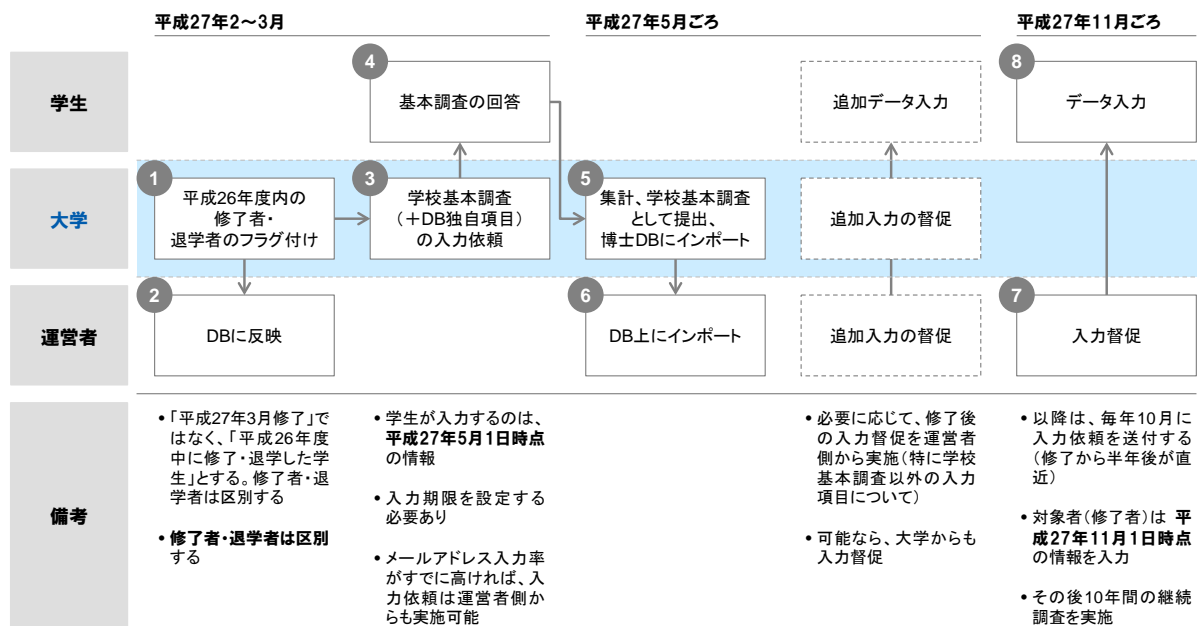 平成27年2～3月
平成27年5月ごろ
平成27年11月ごろ
学生
4
基本調査の回答
追加データ入力
8
データ入力
大学
1
平成26年度内の
修了者・
退学者のフラグ付け
3
学校基本調査
（＋DB独自項目）
の入力依頼
5
集計、学校基本調査
として提出、
博士DBにインポート
追加入力の督促
運営者
2
DBに反映
6
DB上にインポート
追加入力の督促
7
入力督促
備考
•「平成27年3月修了」で
はなく、「平成26年度
中に修了・退学した学
生」とする。修了者・退
学者は区別する
• 修了者・退学者は区別
する
• 学生が入力するのは、
平成27年5月1日時点
の情報
• 入力期限を設定する
必要あり
• メールアドレス入力率
がすでに高ければ、入
力依頼は運営者側か
らも実施可能
• 必要に応じて、修了後
の入力督促を運営者
側から実施（特に学校
基本調査以外の入力
項目について）
• 可能なら、大学からも
入力督促
• 以降は、毎年10月に
入力依頼を送付する
（修了から半年後が直
近）
• 対象者（修了者）は 平
成27年11月1日時点
の情報を入力
• その後10年間の継続
調査を実施